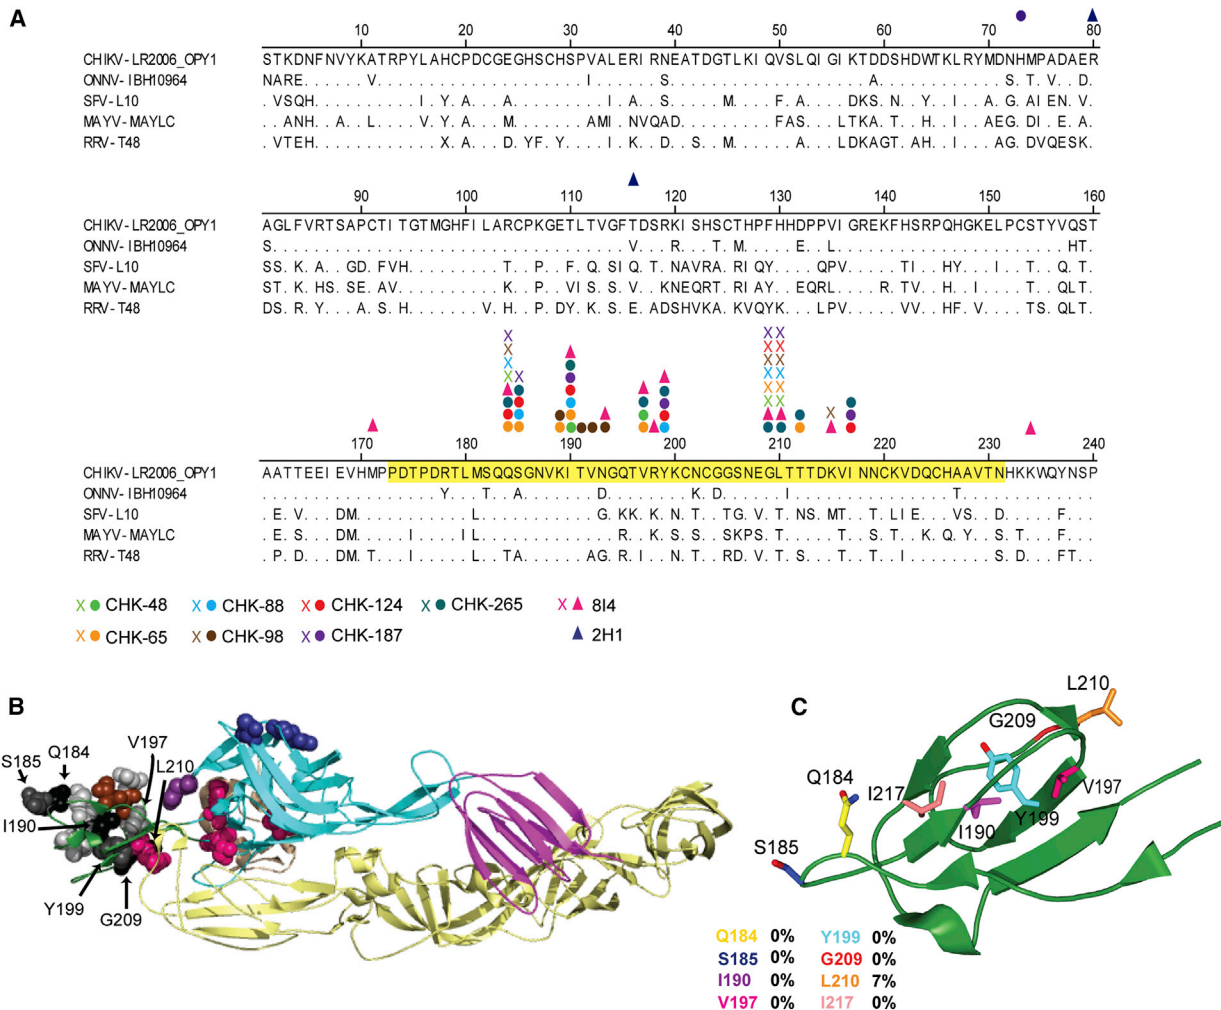 A
10 20 30 40 50 60 70 80
CHIKV-LR2006_OPY1 STKDNFNVYKATRPYLAHCPDCGEGHSCHSPVALERIRNEATDGTLKIQVSLQIGIKTDDSHDWTKLRYMDNHMPADAER
ONNV-IBH10964 NARE......V....................I.......S...................A............S.T.V..D.
SFV-L10 .VSQH..........I.Y.A...A.........I.A..S.....M....F.A....DKS.N..Y..I..A.G.AIEN.V.
MAYV-MAYLC ..ANH..A..L....V.Y.A...M.......AMI.NVQAD.........FAS...LTKA.T..H..I..AEG.DI.E.A.
RRV-T48 .VTEH............X.A...D.YF.Y....I.K..D..S..M......A...LDKAGT.AH..I...AG.DVQESK.
90 100 110 120 130 140 150 160
CHIKV-LR2006_OPY1 AGLFVRTSAPCTITGTMGHFILARCPKGETLTVGFTDSRKISHSCTHPFHHDPPVIGREKFHSRPQHGKELPCSTYVQST
ONNV-IBH10964 S..................................V...R...T.M.....E..L......................HT.
SFV-L10 SS.K.A..GD.FVH.........T..P..F.Q.SIQ.T.NAVRA.RIQY....QPV......TI...HY...I..T..Q.T.
MAYV-MAYLC ST.K.HS.SE.AV..........K..P..VIS.S.V..KNEQRT.RIAY..EQRL....R.TV...H..I....T..QLT.
RRV-T48 DS.R.Y...A.S.H.......V.H..P.DY.K.S.E.ADSHVKA.KVQYK...LPV......VV...HF.V....TS.QLT.
170 180 190 200 210 220 230 240
CHIKV-LR2006_OPY1 AATTEEIEVHMPPDTPDRTLMSQQSGNVKITVNGQTVRYKCNCGGSNEGLTTTDKVINNCKVDQCHAAVTNHKKWQYNSP
ONNV-IBH10964 .................Y...T..A.......D........C.D......I...............T.............
SFV-L10 .E.V...DM...........L...........G.KK.K.N.T..TG.V.T.NS.MT..T.LIE...VS..D.....F...
MAYV-MAYLC .E.S...DM....I....IL.............R..K.S..S..SKPS.T.....T..S.T..K.Q.Y..S.T...F...
RRV-T48 .P.D...DM.T...I.....L..TA......AG.R.I..N.T..RD.V.T.S...T..T..I........S.D...FT..
X CHK-48 X CHK-88 X CHK-124 X CHK-265 X 8I4
X CHK-65 X CHK-98 X CHK-187 2H1
B
S185 Q184 V197 L210
I190
Y199 G209
C
L210
G209
Q184 I217 V197
I190 Y199
S185
Q184 0% Y199 0%
S185 0% G209 0%
I190 0% L210 7%
V197 0% I217 0%